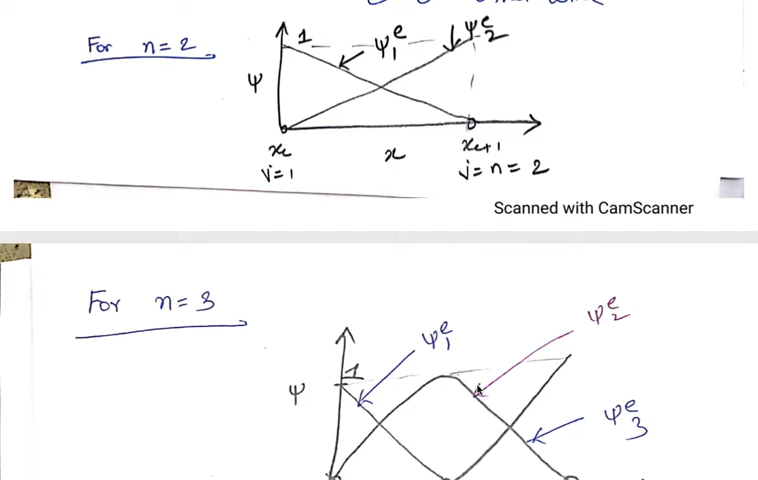 For n = 2
1
ψ₁ᵉ
ψ₂ᵉ
ψ
xₑ
x
xₑ₊₁
j = 1
j = n = 2
Scanned with CamScanner
For n = 3
ψ₁ᵉ
ψ₂ᵉ
1
ψ
ψ₃ᵉ